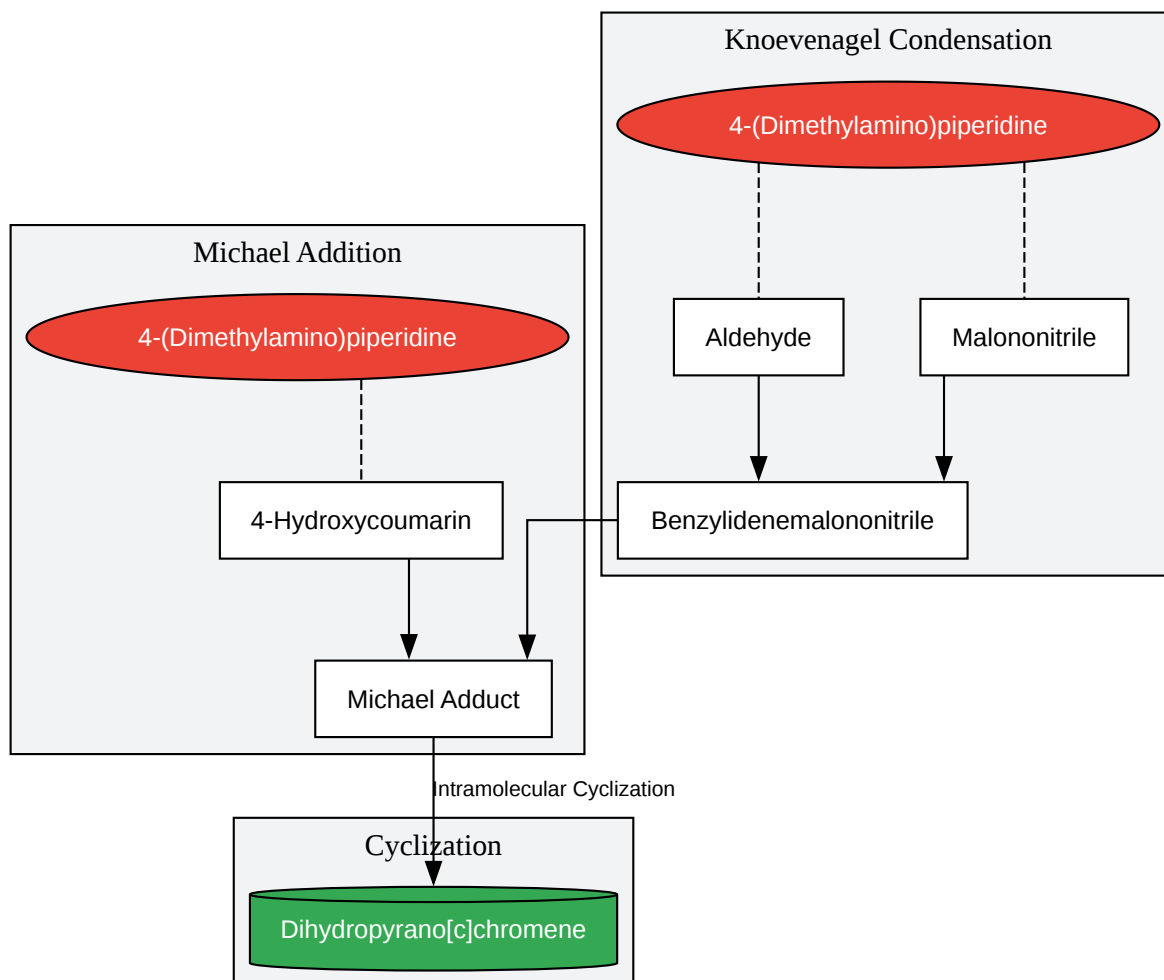 Knoevenagel Condensation
4-(Dimethylamino)piperidine
Aldehyde
Malononitrile
Benzylidenemalononitrile
Michael Addition
4-(Dimethylamino)piperidine
4-Hydroxycoumarin
Michael Adduct
Intramolecular Cyclization
Cyclization
Dihydropyrano[c]chromene